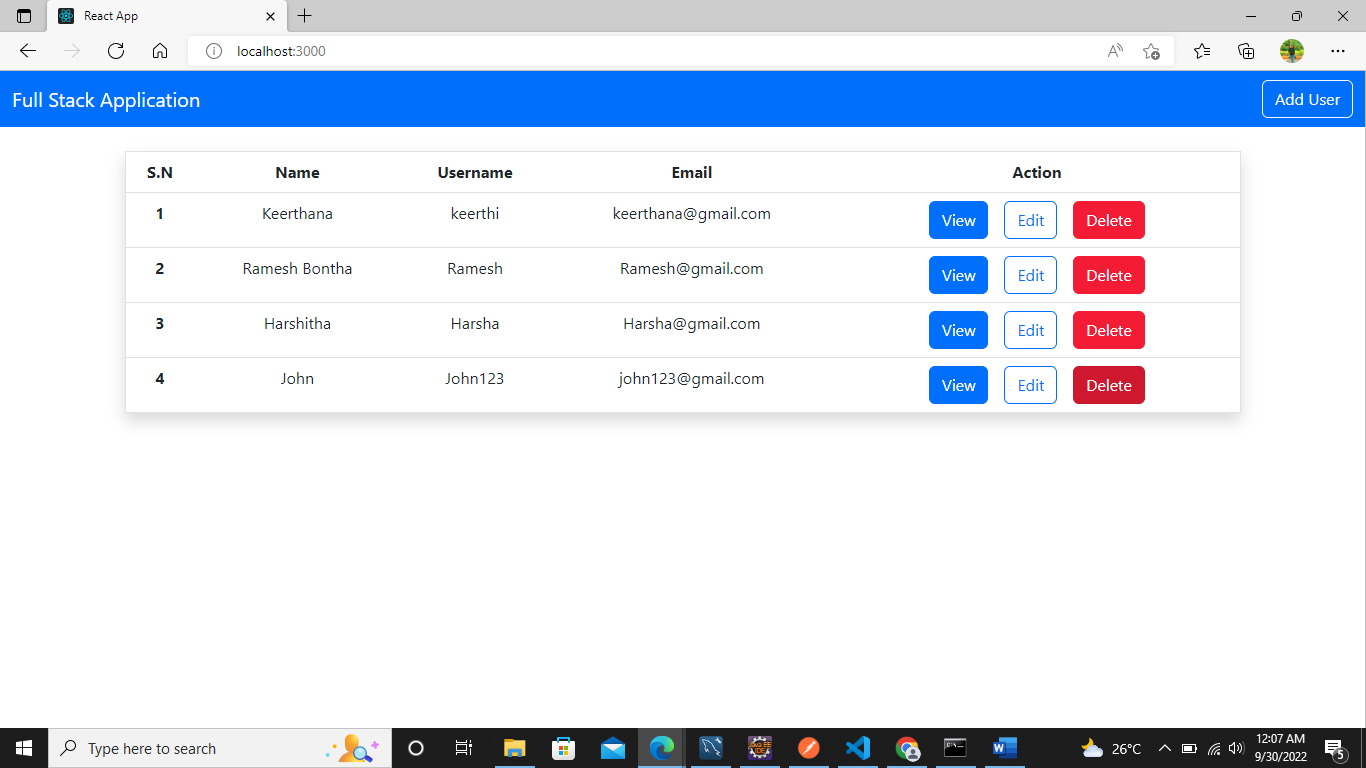 React App
localhost:3000
Full Stack Application Add User
S.N Name Username Email Action
1 Keerthana keerthi keerthana@gmail.com View Edit Delete
2 Ramesh Bontha Ramesh Ramesh@gmail.com View Edit Delete
3 Harshitha Harsha Harsha@gmail.com View Edit Delete
4 John John123 john123@gmail.com View Edit Delete
Type here to search
26°C
12:07 AM
9/30/2022
5